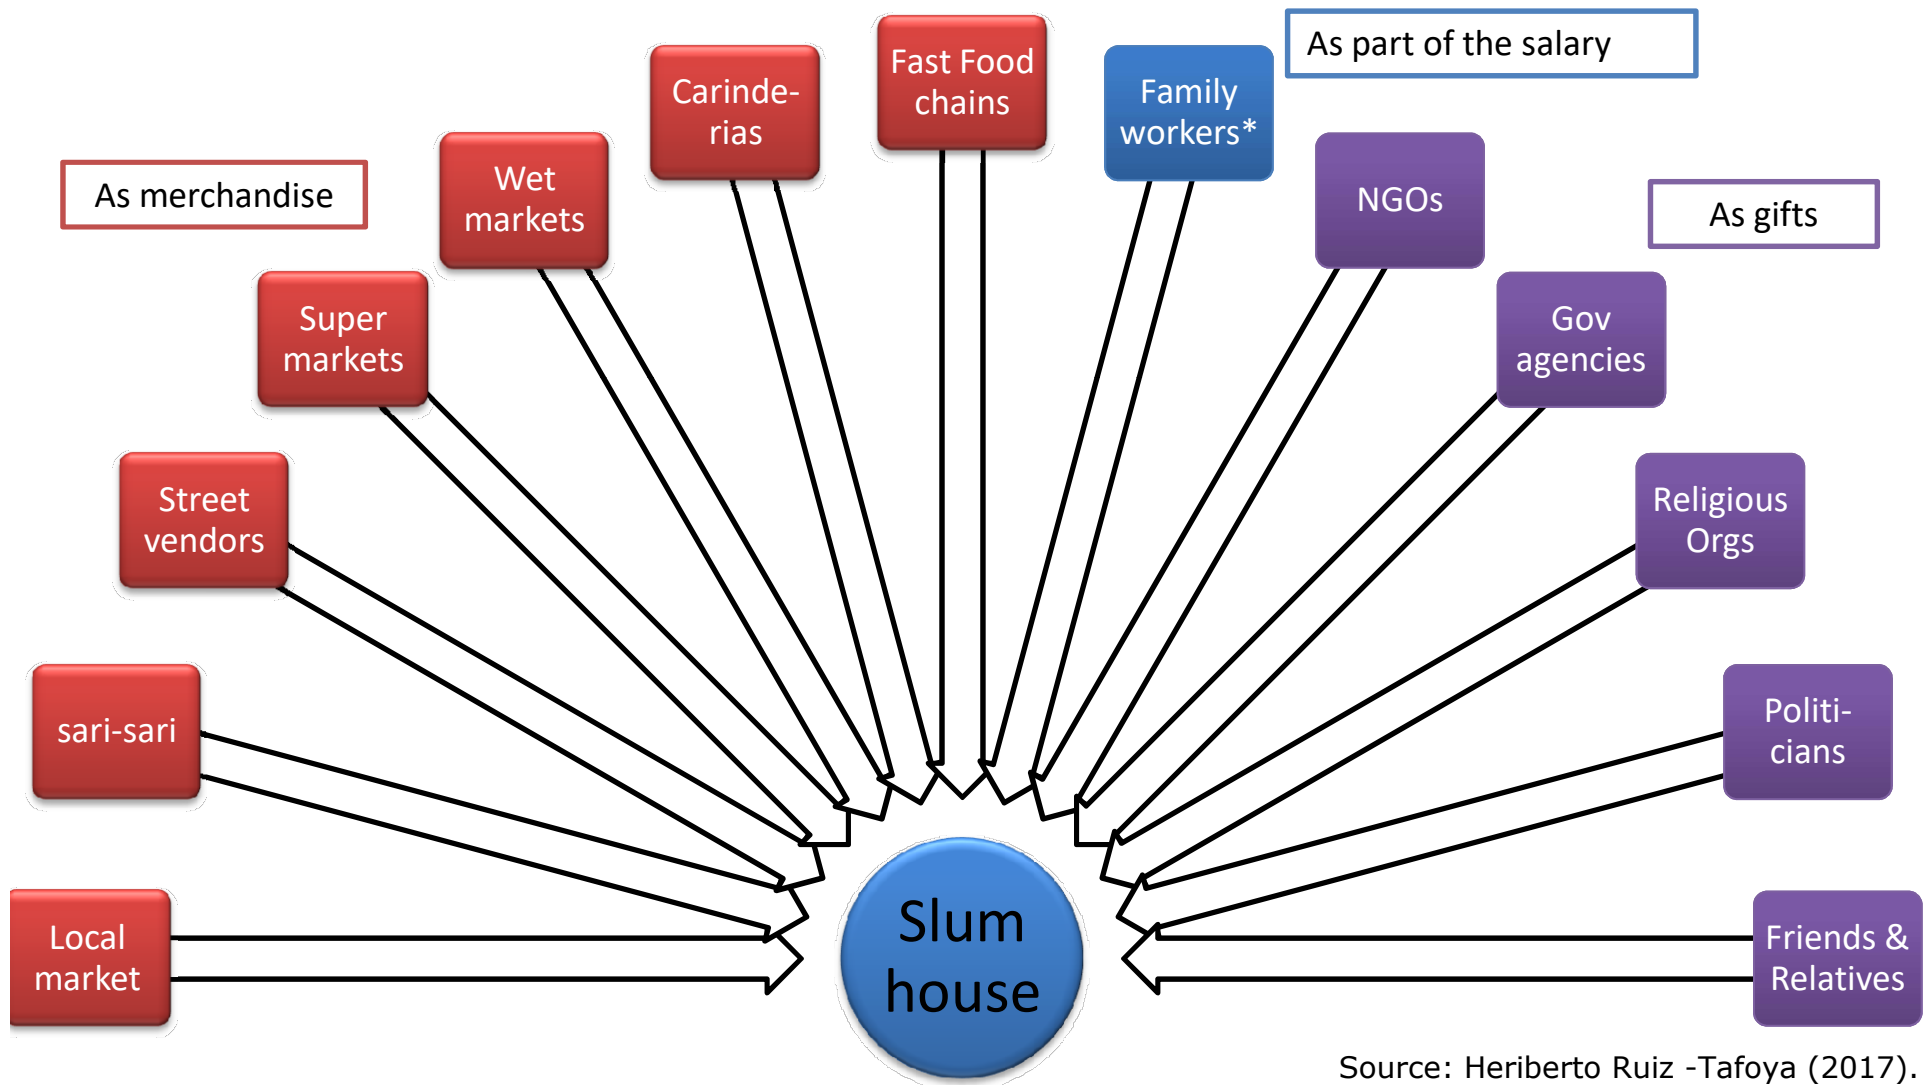 As part of the salary
Fast Food
chains
Carinde-
rias
Family
workers*
Wet
markets
As merchandise
NGOs
As gifts
Super
markets
Gov
agencies
Street
vendors
Religious
Orgs
sari-sari
Politi-
cians
Local
market
Slum
house
Friends &
Relatives
Source: Heriberto Ruiz -Tafoya (2017).